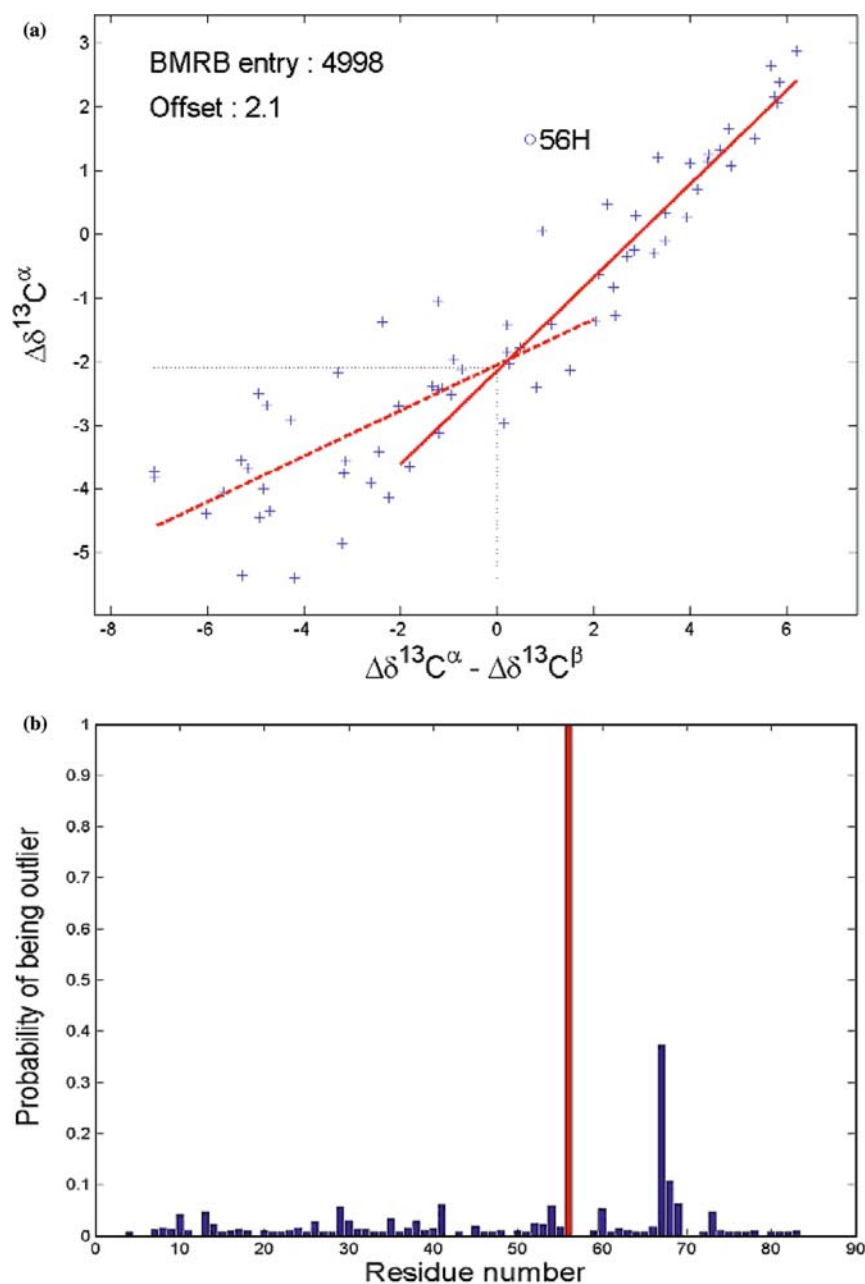 (a)
BMRB entry : 4998
Offset : 2.1
56H
3
2
1
0
-1
-2
-3
-4
-5
Δδ¹³Cᵅ
-8 -6 -4 -2 0 2 4 6
Δδ¹³Cᵅ - Δδ¹³Cᵝ
(b)
1
0.9
0.8
0.7
0.6
0.5
0.4
0.3
0.2
0.1
0
Probability of being outlier
0 10 20 30 40 50 60 70 80 90
Residue number